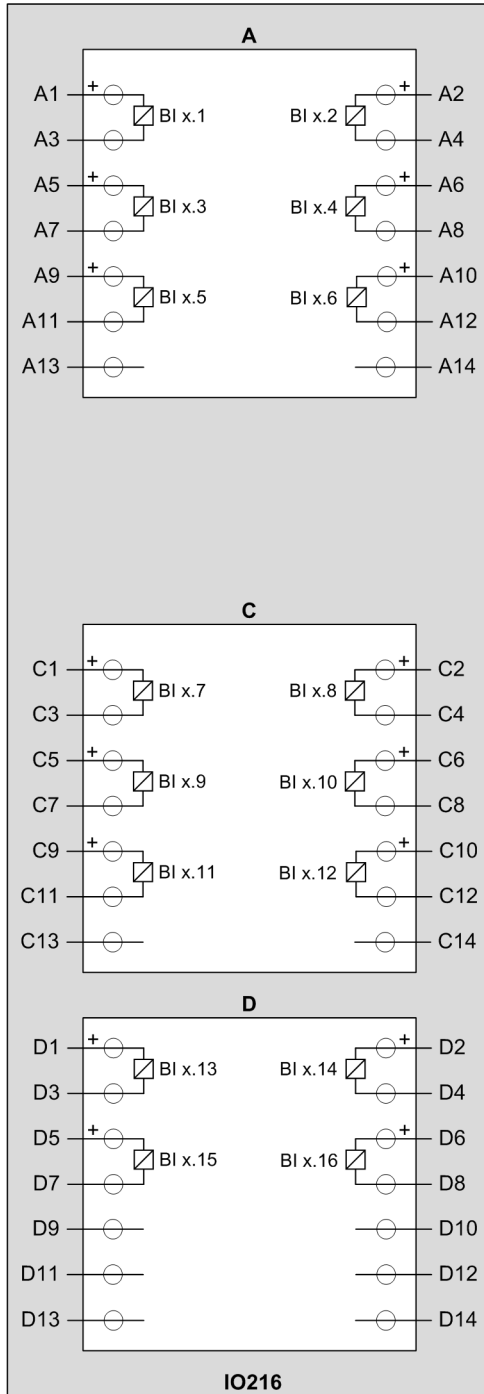 A
A1 + BI x.1 BI x.2 + A2
A3 A4
A5 + BI x.3 BI x.4 + A6
A7 A8
A9 + BI x.5 BI x.6 + A10
A11 A12
A13 A14
C
C1 + BI x.7 BI x.8 + C2
C3 C4
C5 + BI x.9 BI x.10 + C6
C7 C8
C9 + BI x.11 BI x.12 + C10
C11 C12
C13 C14
D
D1 + BI x.13 BI x.14 + D2
D3 D4
D5 + BI x.15 BI x.16 + D6
D7 D8
D9 D10
D11 D12
D13 D14
IO216